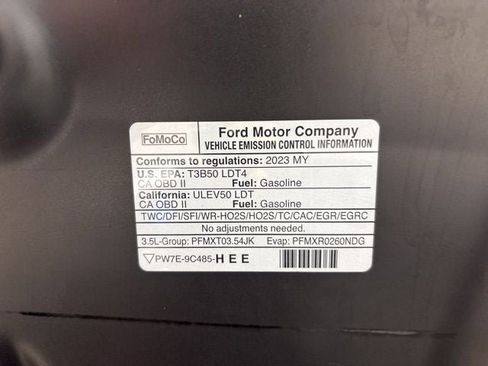 FoMoCo
Ford Motor Company
VEHICLE EMISSION CONTROL INFORMATION
Conforms to regulations: 2023 MY
U.S. EPA: T3B50 LDT4
CA OBD II Fuel: Gasoline
California: ULEV50 LDT
CA OBD II Fuel: Gasoline
TWC/DFI/SFI/WR-HO2S/HO2S/TC/CAC/EGR/EGRC
No adjustments needed.
3.5L-Group: PFMXT03.54JK Evap: PFMXR0260NDG
PW7E-9C485-HEE